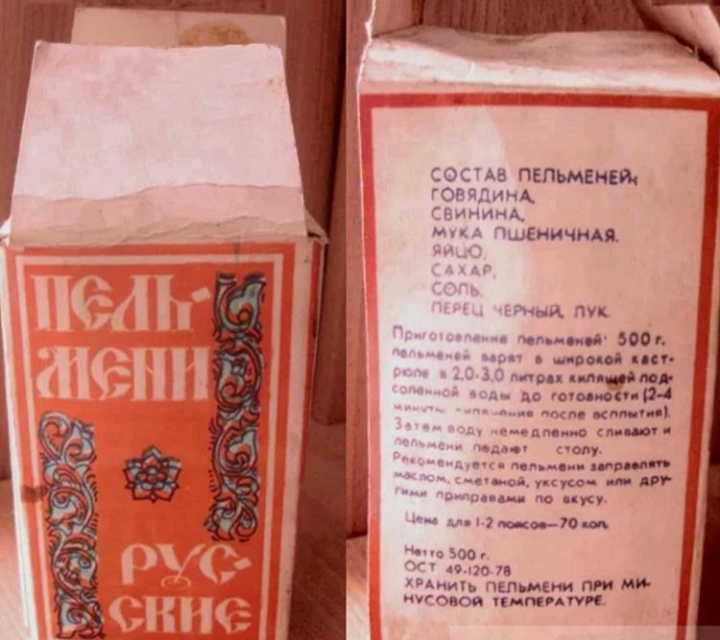 ПЕЛЬ-
МЕНИ
РУС-
СКИЕ
СОСТАВ ПЕЛЬМЕНЕЙ:
ГОВЯДИНА,
СВИНИНА,
МУКА ПШЕНИЧНАЯ,
ЯЙЦО,
САХАР,
СОЛЬ,
ПЕРЕЦ ЧЕРНЫЙ, ЛУК.
Приготовление пельменей: 500 г.
пельменей варят в широкой каст-
рюле в 2,0-3,0 литрах кипящей под-
соленной воды до готовности (2-4
минуты кипячения после всплытия).
Затем воду немедленно сливают и
пельмени подают столу.
Рекомендуется пельмени заправлять
маслом, сметаной, уксусом или дру-
гими приправами по вкусу.
Цена для 1-2 поясов—70 коп.
Нетто 500 г.
ОСТ 49-120-78
ХРАНИТЬ ПЕЛЬМЕНИ ПРИ МИ-
НУСОВОЙ ТЕМПЕРАТУРЕ.